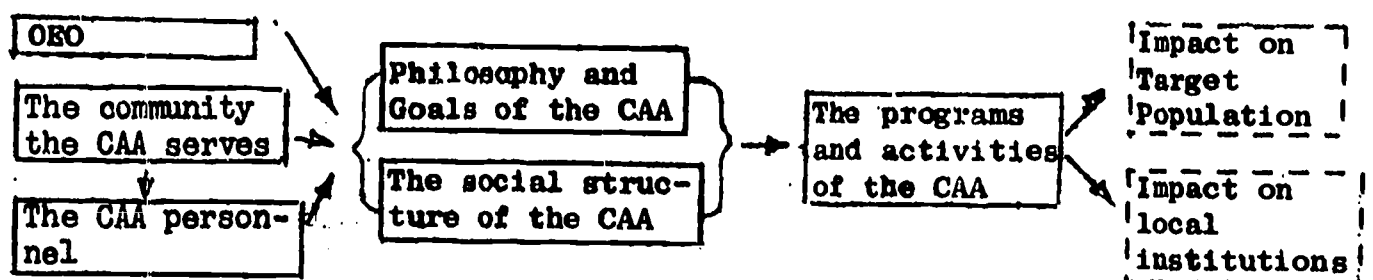 OEO
The community
the CAA serves
The CAA person-
nel
Philosophy and
Goals of the CAA
The social struc-
ture of the CAA
The programs
and activities
of the CAA
Impact on
Target
Population
Impact on
local
institutions